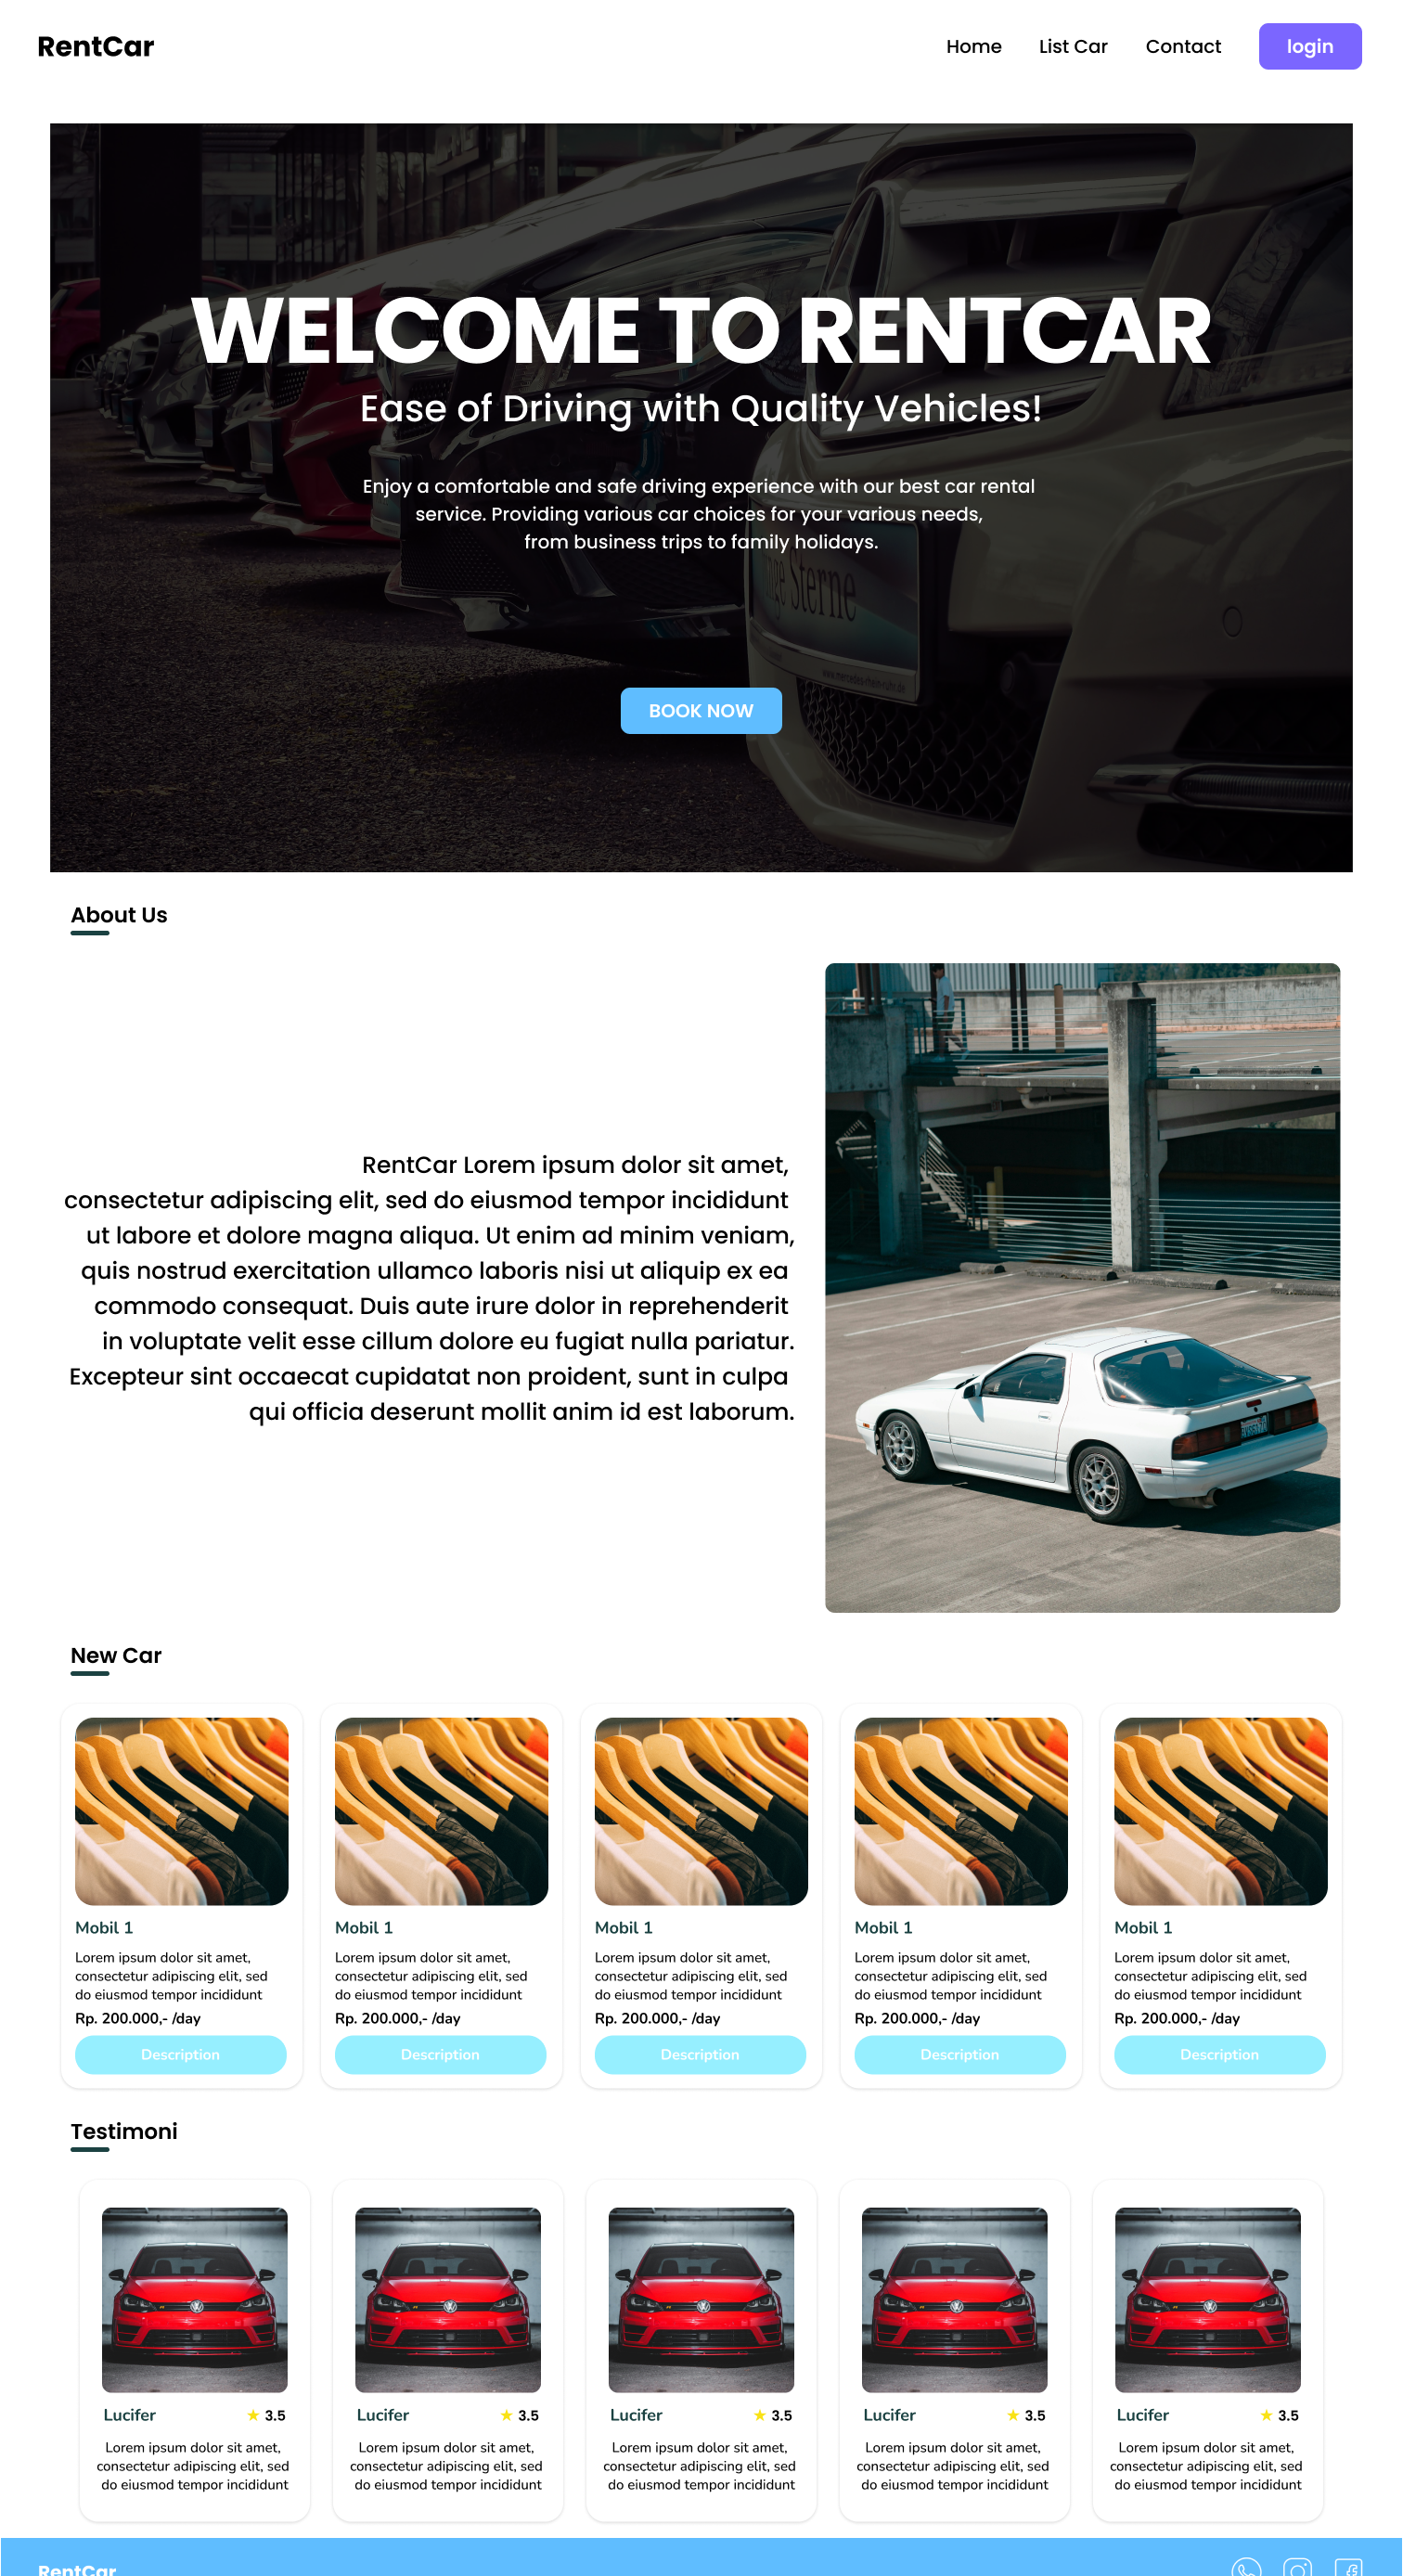 RentCar
Home
List Car
Contact
login
WELCOME TO RENTCAR
Ease of Driving with Quality Vehicles!
Enjoy a comfortable and safe driving experience with our best car rental
service. Providing various car choices for your various needs,
from business trips to family holidays.
Sterne
BOOK NOW
About Us
RentCar Lorem ipsum dolor sit amet,
consectetur adipiscing elit, sed do eiusmod tempor incididunt
ut labore et dolore magna aliqua. Ut enim ad minim veniam,
quis nostrud exercitation ullamco laboris nisi ut aliquip ex ea
commodo consequat. Duis aute irure dolor in reprehenderit
in voluptate velit esse cillum dolore eu fugiat nulla pariatur.
Excepteur sint occaecat cupidatat non proident, sunt in culpa
qui officia deserunt mollit anim id est laborum.
New Car
Mobil 1
Lorem ipsum dolor sit amet,
consectetur adipiscing elit, sed
do eiusmod tempor incididunt
Rp. 200.000,- /day
Description
Mobil 1
Lorem ipsum dolor sit amet,
consectetur adipiscing elit, sed
do eiusmod tempor incididunt
Rp. 200.000,- /day
Description
Mobil 1
Lorem ipsum dolor sit amet,
consectetur adipiscing elit, sed
do eiusmod tempor incididunt
Rp. 200.000,- /day
Description
Mobil 1
Lorem ipsum dolor sit amet,
consectetur adipiscing elit, sed
do eiusmod tempor incididunt
Rp. 200.000,- /day
Description
Mobil 1
Lorem ipsum dolor sit amet,
consectetur adipiscing elit, sed
do eiusmod tempor incididunt
Rp. 200.000,- /day
Description
Testimoni
Lucifer ★ 3.5
Lorem ipsum dolor sit amet,
consectetur adipiscing elit, sed
do eiusmod tempor incididunt
Lucifer ★ 3.5
Lorem ipsum dolor sit amet,
consectetur adipiscing elit, sed
do eiusmod tempor incididunt
Lucifer ★ 3.5
Lorem ipsum dolor sit amet,
consectetur adipiscing elit, sed
do eiusmod tempor incididunt
Lucifer ★ 3.5
Lorem ipsum dolor sit amet,
consectetur adipiscing elit, sed
do eiusmod tempor incididunt
Lucifer ★ 3.5
Lorem ipsum dolor sit amet,
consectetur adipiscing elit, sed
do eiusmod tempor incididunt
RentCar